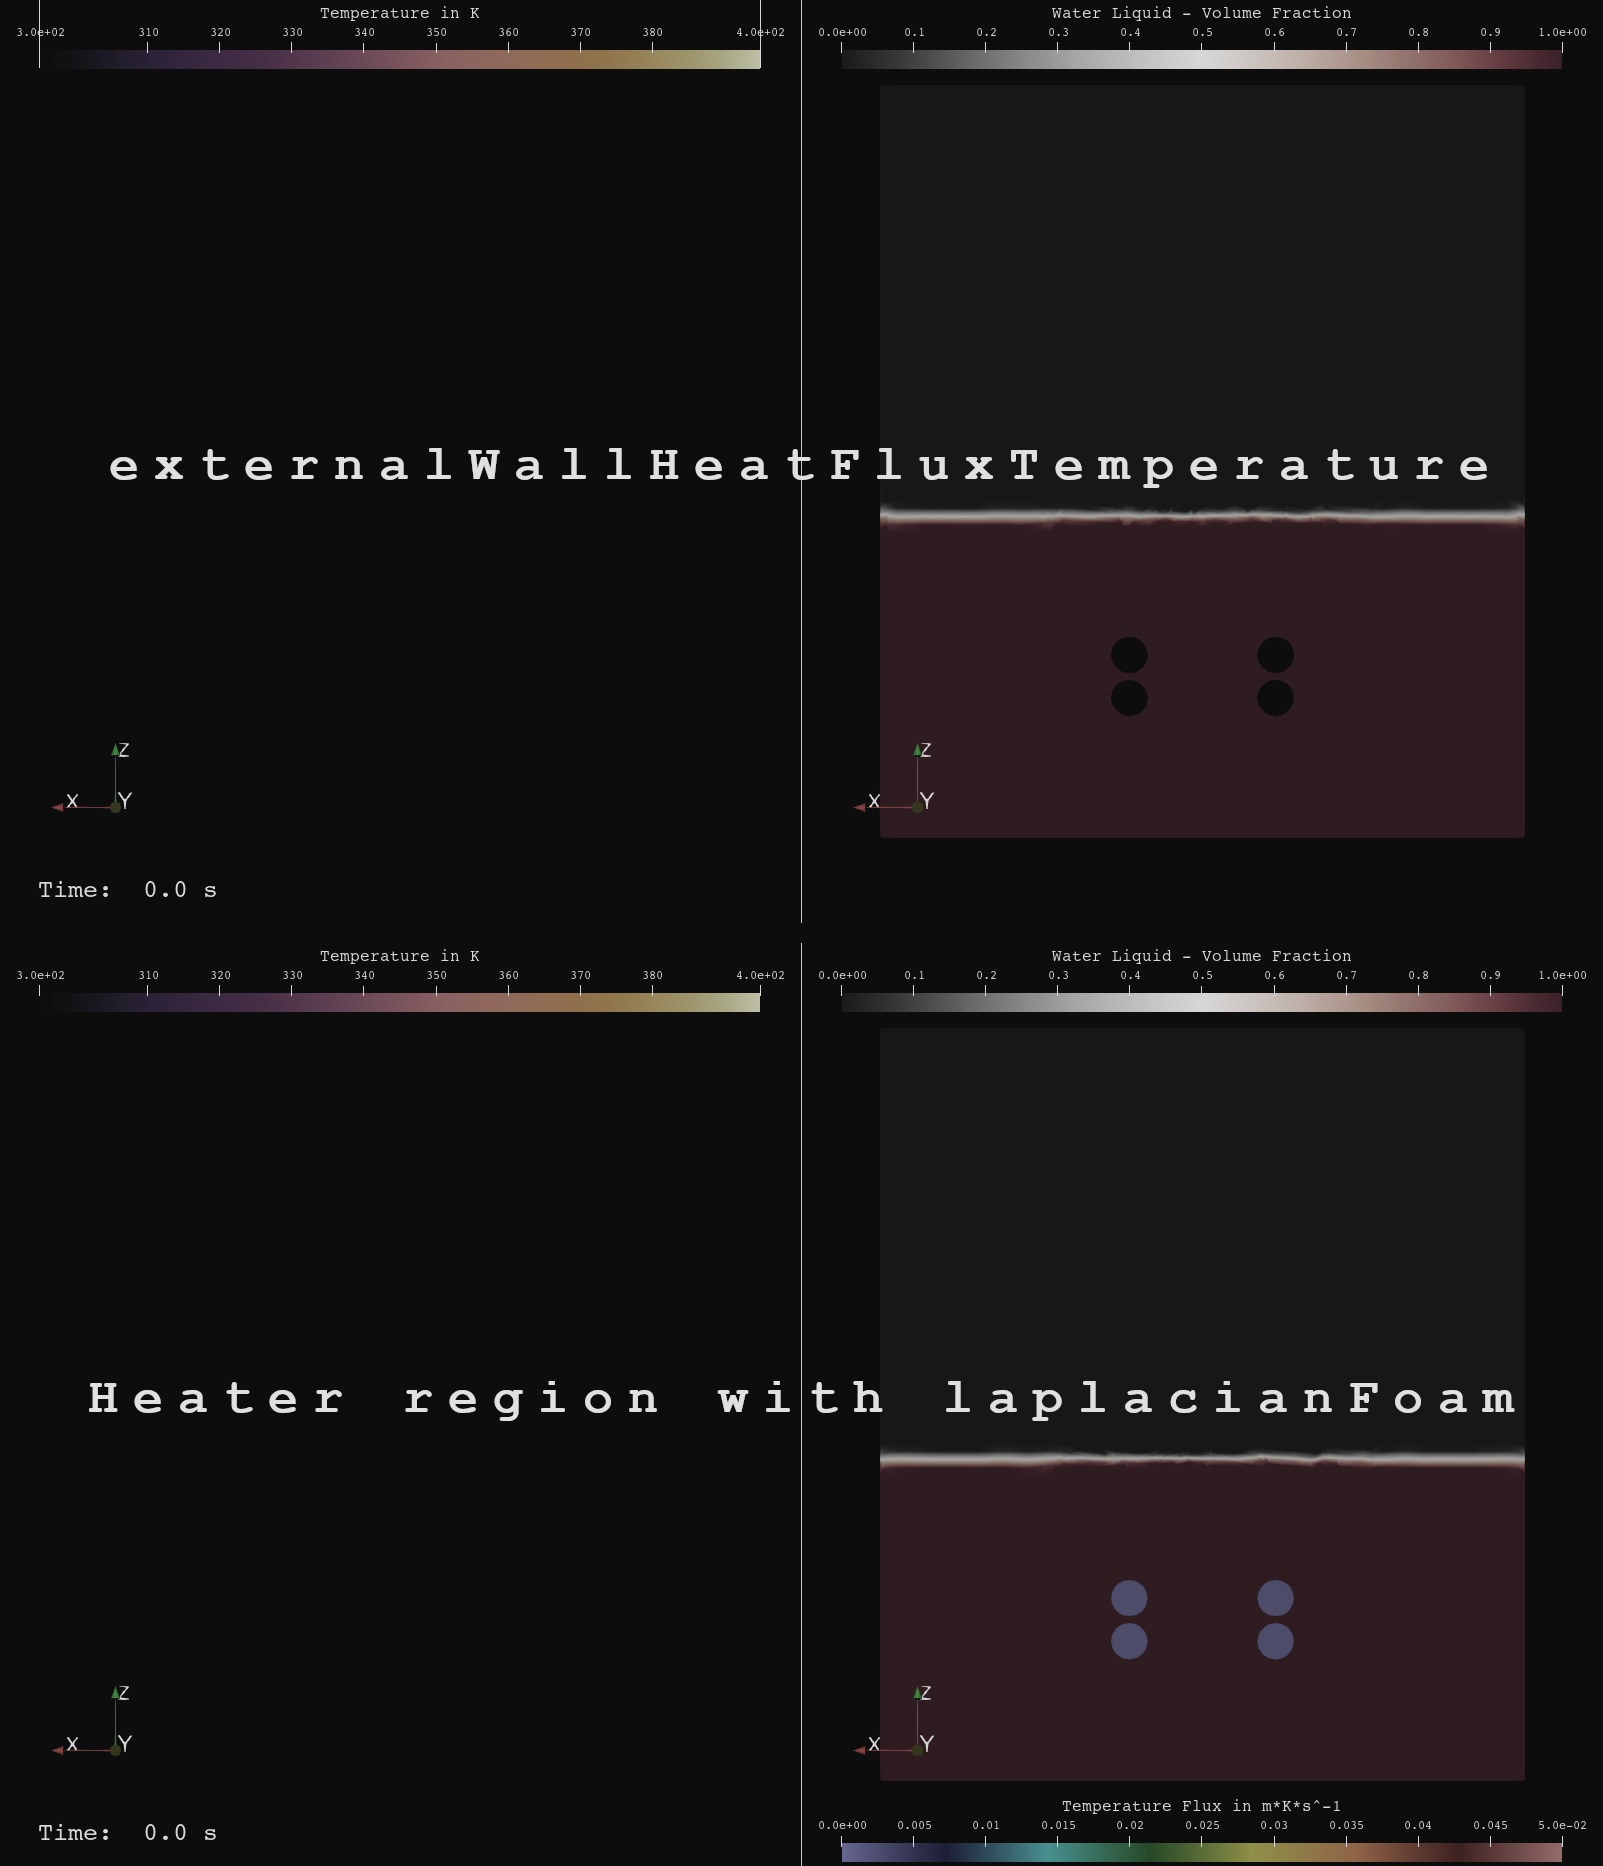 Temperature in K
3.0e+02 310 320 330 340 350 360 370 380 4.0e+02
Water Liquid - Volume Fraction
0.0e+00 0.1 0.2 0.3 0.4 0.5 0.6 0.7 0.8 0.9 1.0e+00
externalWallHeatFluxTemperature
Z
X Y
Z
X Y
Time: 0.0 s
Temperature in K
3.0e+02 310 320 330 340 350 360 370 380 4.0e+02
Water Liquid - Volume Fraction
0.0e+00 0.1 0.2 0.3 0.4 0.5 0.6 0.7 0.8 0.9 1.0e+00
Heater region with laplacianFoam
Z
X Y
Z
X Y
Time: 0.0 s
Temperature Flux in m*K*s^-1
0.0e+00 0.005 0.01 0.015 0.02 0.025 0.03 0.035 0.04 0.045 5.0e-02